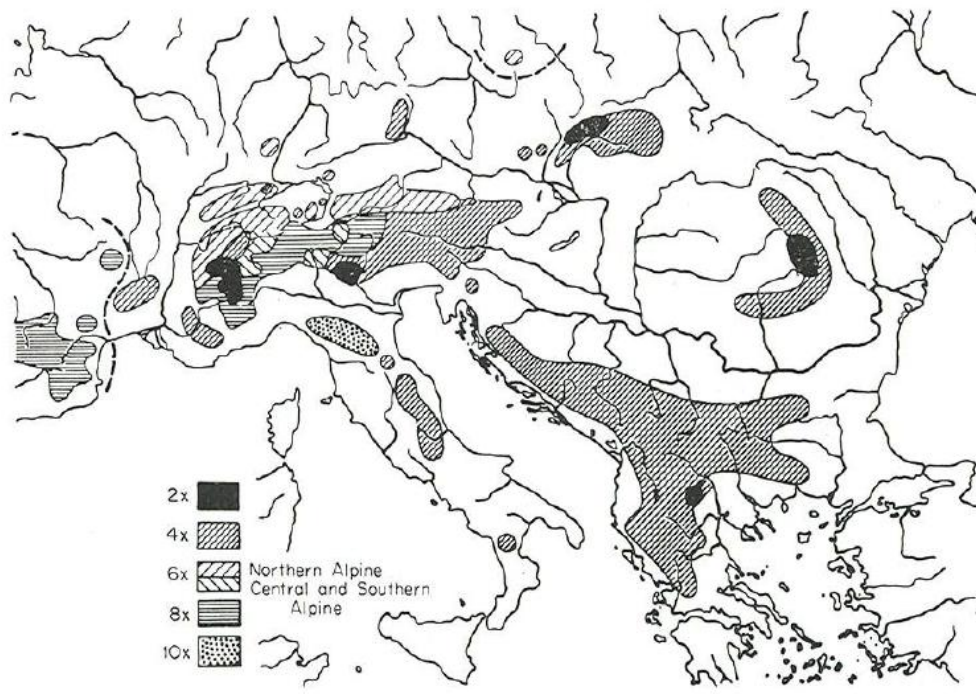 2x
4x
6x Northern Alpine
Central and Southern
Alpine
8x
10x